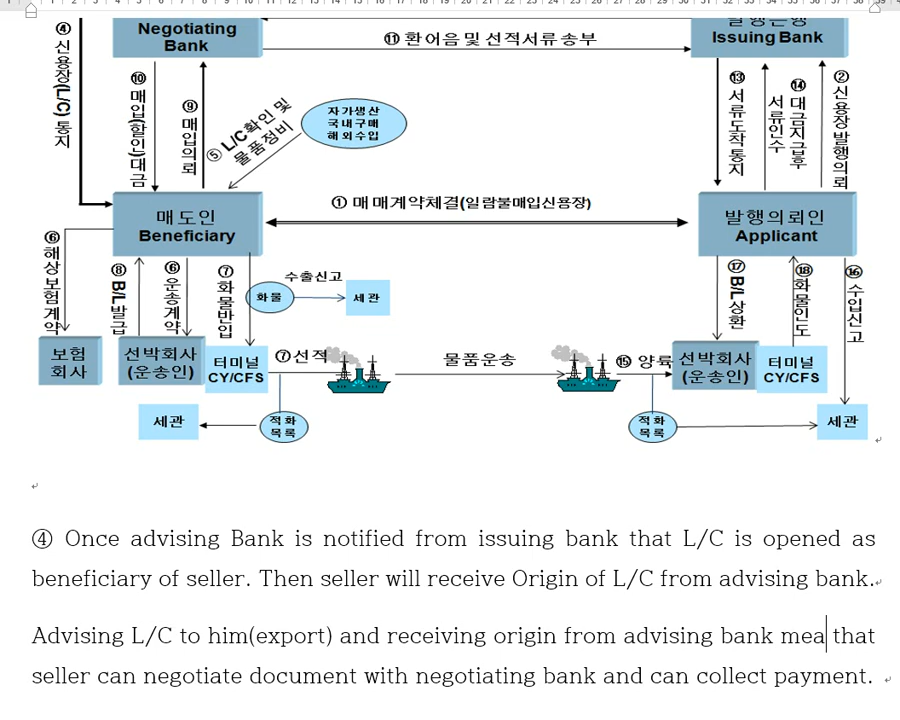 Negotiating
Bank
발행은행
Issuing Bank
⑪ 환어음 및 선적서류 송부
④ 신용장(L/C) 통지
⑩ 매입(할인)대금
⑨ 매입의뢰
⑤ L/C확인 및
물품정비
자가생산
국내구매
해외수입
⑬ 서류도착통지
⑭ 대금지급후
서류인수
② 신용장발행의뢰
매도인
Beneficiary
① 매매계약체결(일람불매입신용장)
발행의뢰인
Applicant
⑥ 해상보험계약
⑧ B/L발급
⑥ 운송계약
⑦ 화물반입
수출신고
화물
세관
⑰ B/L상환
⑱ 화물인도
⑯ 수입신고
보험
회사
선박회사
(운송인)
터미널
CY/CFS
⑦선적
물품운송
⑮ 양륙
선박회사
(운송인)
터미널
CY/CFS
세관
적화
목록
적화
목록
세관
④ Once advising Bank is notified from issuing bank that L/C is opened as
beneficiary of seller. Then seller will receive Origin of L/C from advising bank.
Advising L/C to him(export) and receiving origin from advising bank mea that
seller can negotiate document with negotiating bank and can collect payment.